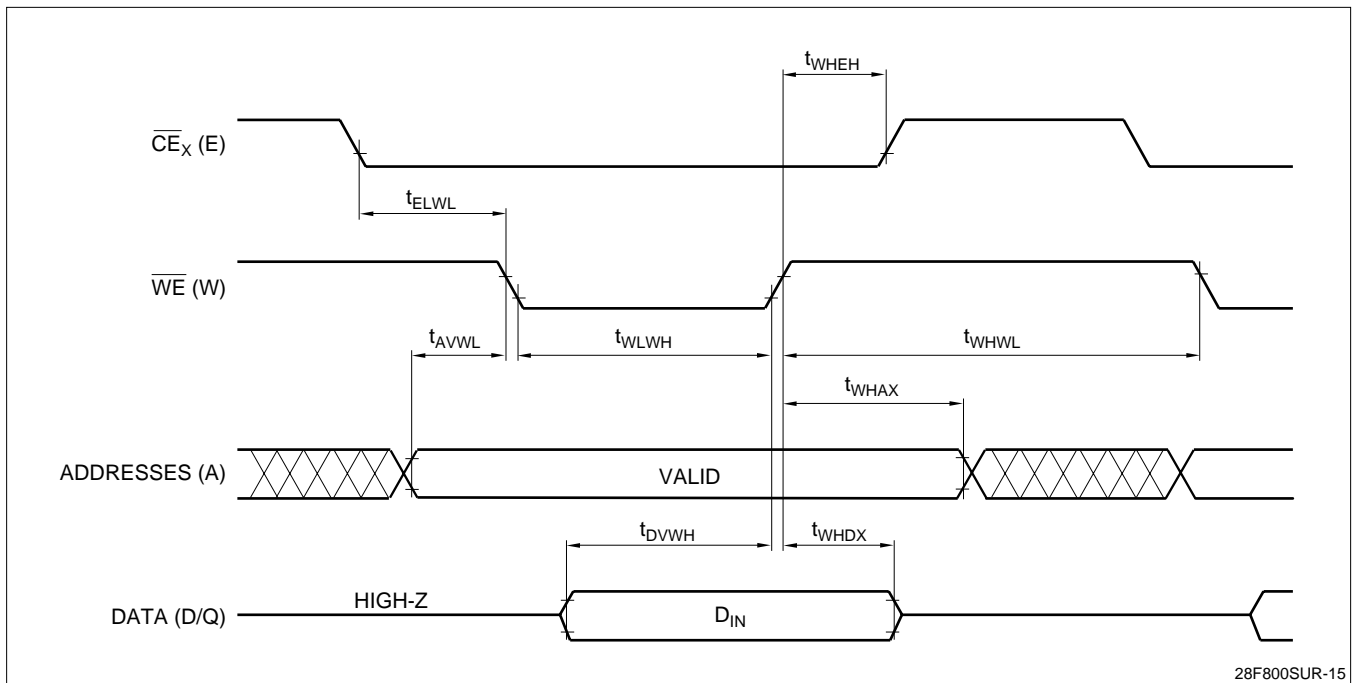 tWHEH
CEX (E)
tELWL
WE (W)
tAVWL
tWLWH
tWHWL
tWHAX
ADDRESSES (A)
VALID
tDVWH
tWHDX
HIGH-Z
DATA (D/Q)
DIN
28F800SUR-15